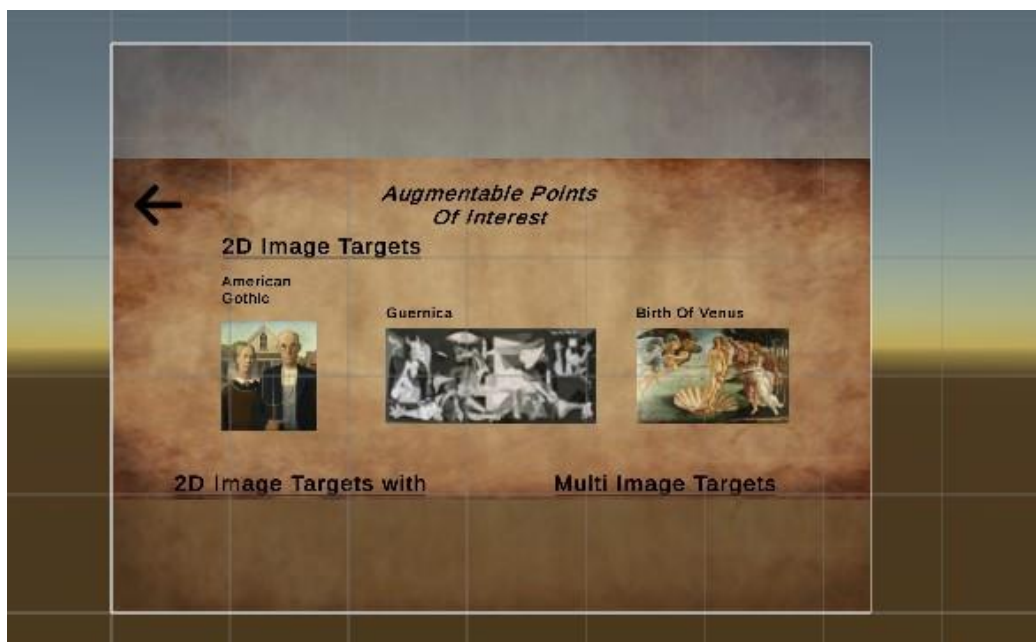 Augmentable Points
Of Interest
2D Image Targets
American
Gothic
Guernica
Birth Of Venus
2D Image Targets with
Multi Image Targets